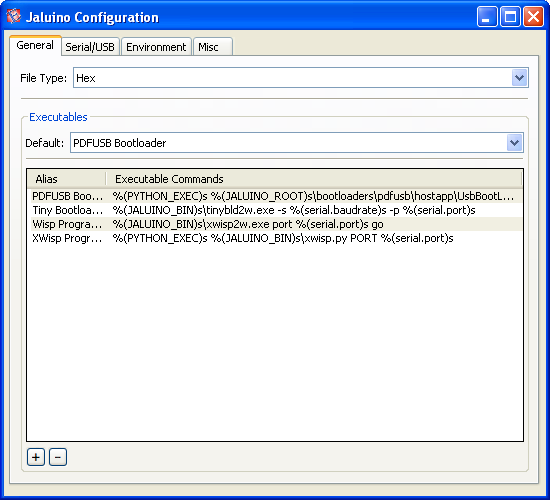 Jaluino Configuration
General Serial/USB Environment Misc
File Type: Hex
Executables
Default: PDFUSB Bootloader
Alias Executable Commands
PDFUSB Boo... %(PYTHON_EXEC)s %(JALUINO_ROOT)s\bootloaders\pdfusb\hostapp\UsbBootL...
Tiny Bootloa... %(JALUINO_BIN)s\tinybld2w.exe -s %(serial.baudrate)s -p %(serial.port)s
Wisp Progra... %(JALUINO_BIN)s\xwisp2w.exe port %(serial.port)s go
XWisp Progr... %(PYTHON_EXEC)s %(JALUINO_BIN)s\xwisp.py PORT %(serial.port)s